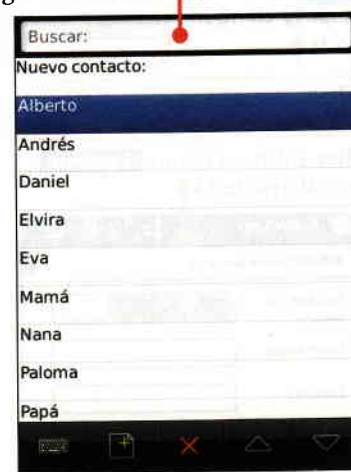 Buscar:
Nuevo contacto:
Alberto
Andrés
Daniel
Elvira
Eva
Mamá
Nana
Paloma
Papá